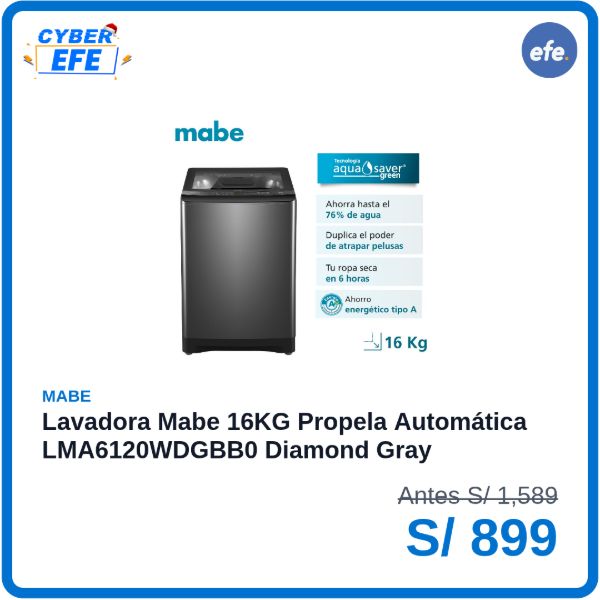 CYBER
EFE
efe.
mabe
Tecnología
aqua saver®
green
Ahorra hasta el
76% de agua
Duplica el poder
de atrapar pelusas
Tu ropa seca
en 6 horas
Ahorro
energético tipo A
16 Kg
MABE
Lavadora Mabe 16KG Propela Automática
LMA6120WDGBB0 Diamond Gray
Antes S/ 1,589
S/ 899